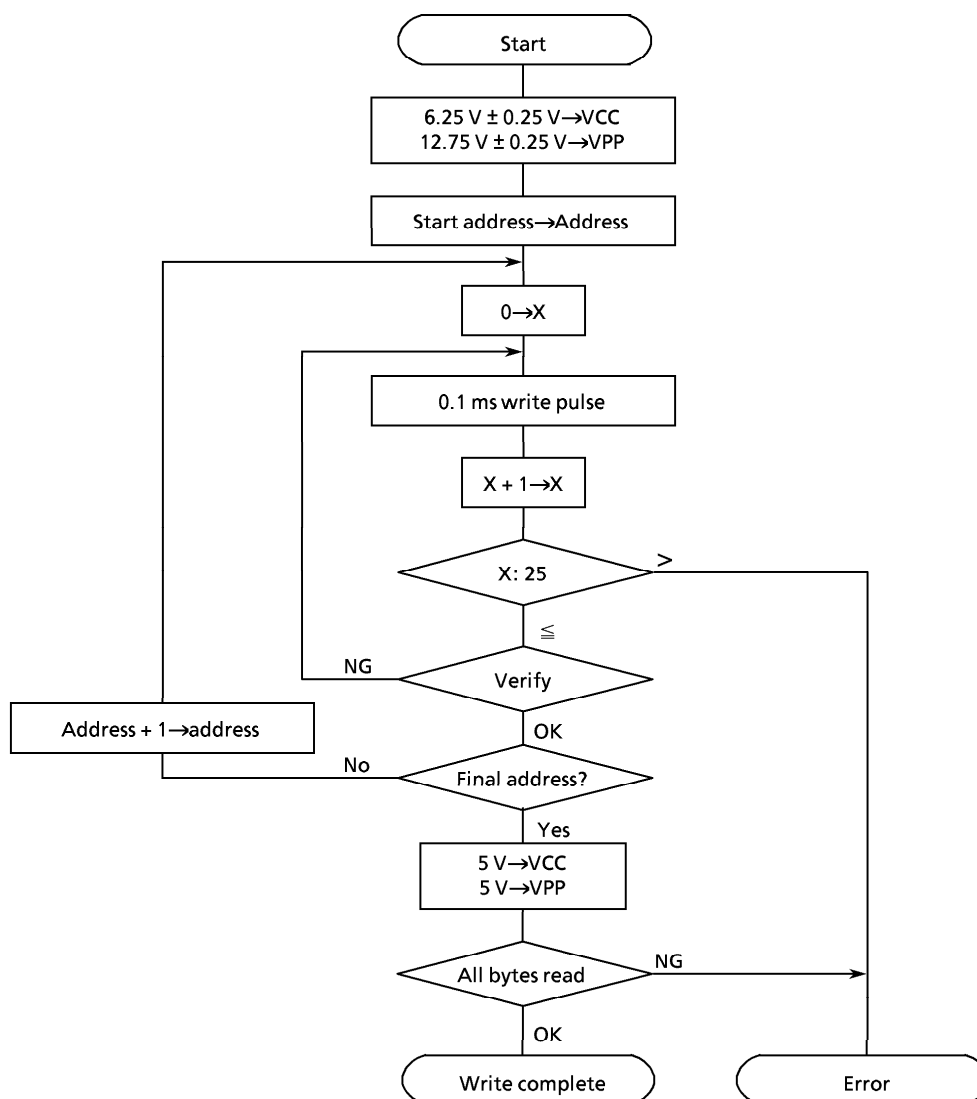 Start
6.25 V ± 0.25 V→VCC
12.75 V ± 0.25 V→VPP
Start address→Address
0→X
0.1 ms write pulse
X + 1→X
X: 25
>
≦
Verify
NG
OK
Address + 1→address
Final address?
No
Yes
5 V→VCC
5 V→VPP
All bytes read
NG
OK
Write complete
Error